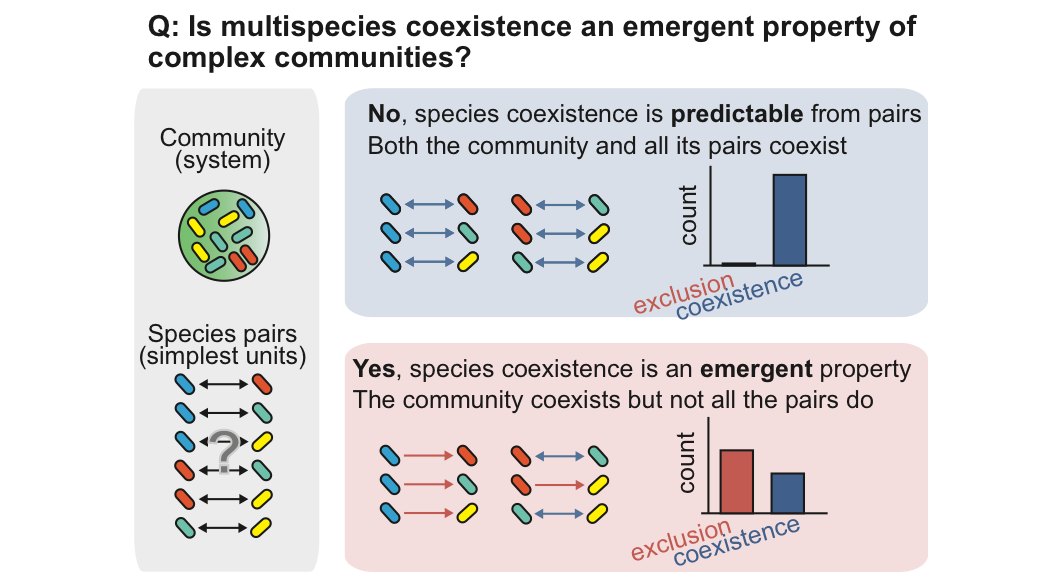 Q: Is multispecies coexistence an emergent property of
complex communities?
Community
(system)
Species pairs
(simplest units)
?
No, species coexistence is predictable from pairs
Both the community and all its pairs coexist
count
exclusion
coexistence
Yes, species coexistence is an emergent property
The community coexists but not all the pairs do
count
exclusion
coexistence